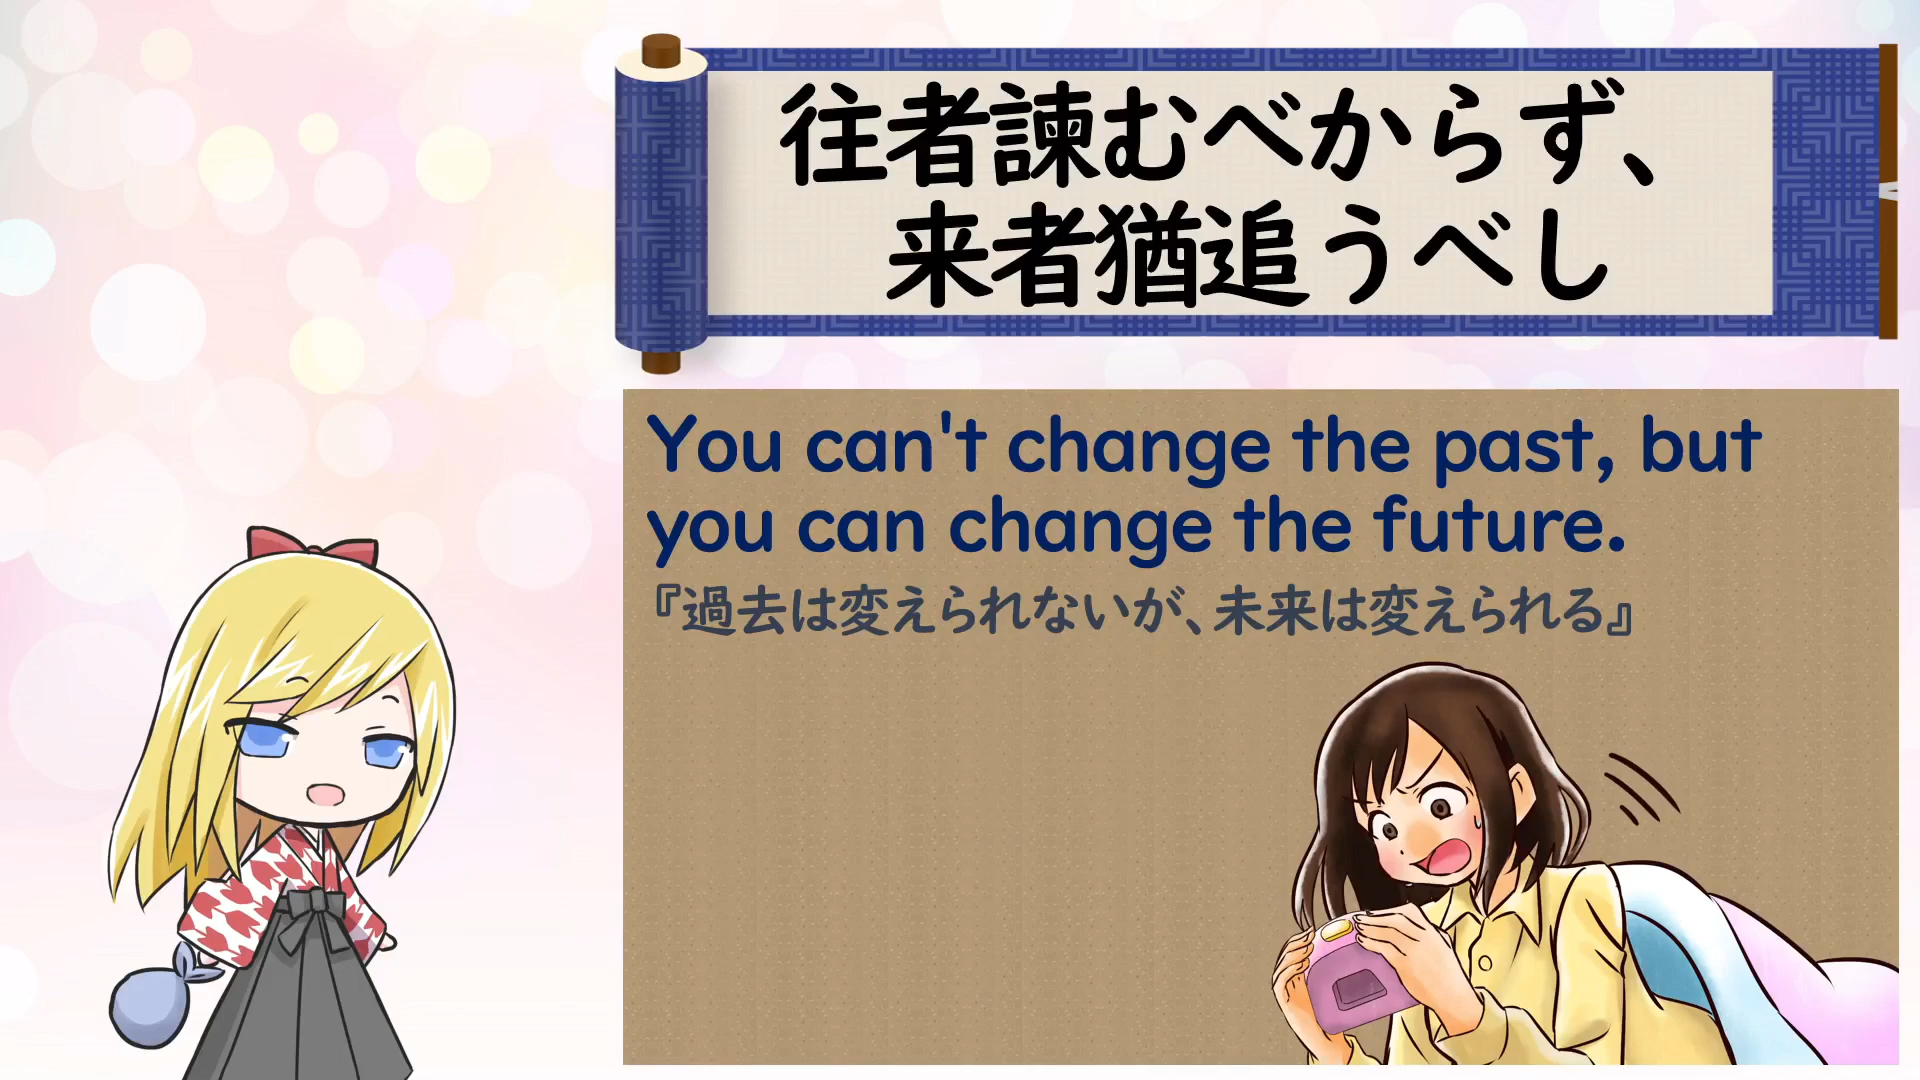 往者諫むべからず、
来者猶追うべし
You can't change the past, but
you can change the future.
『過去は変えられないが、未来は変えられる』